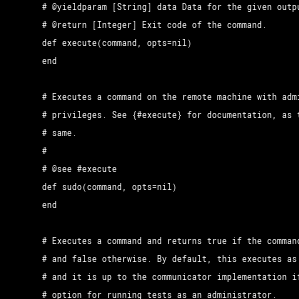 # @yieldparam [String] data Data for the given outpu
# @return [Integer] Exit code of the command.
def execute(command, opts=nil)
end
# Executes a command on the remote machine with admi
# privileges. See {#execute} for documentation, as t
# same.
#
# @see #execute
def sudo(command, opts=nil)
end
# Executes a command and returns true if the command
# and false otherwise. By default, this executes as
# and it is up to the communicator implementation i
# option for running tests as an administrator.